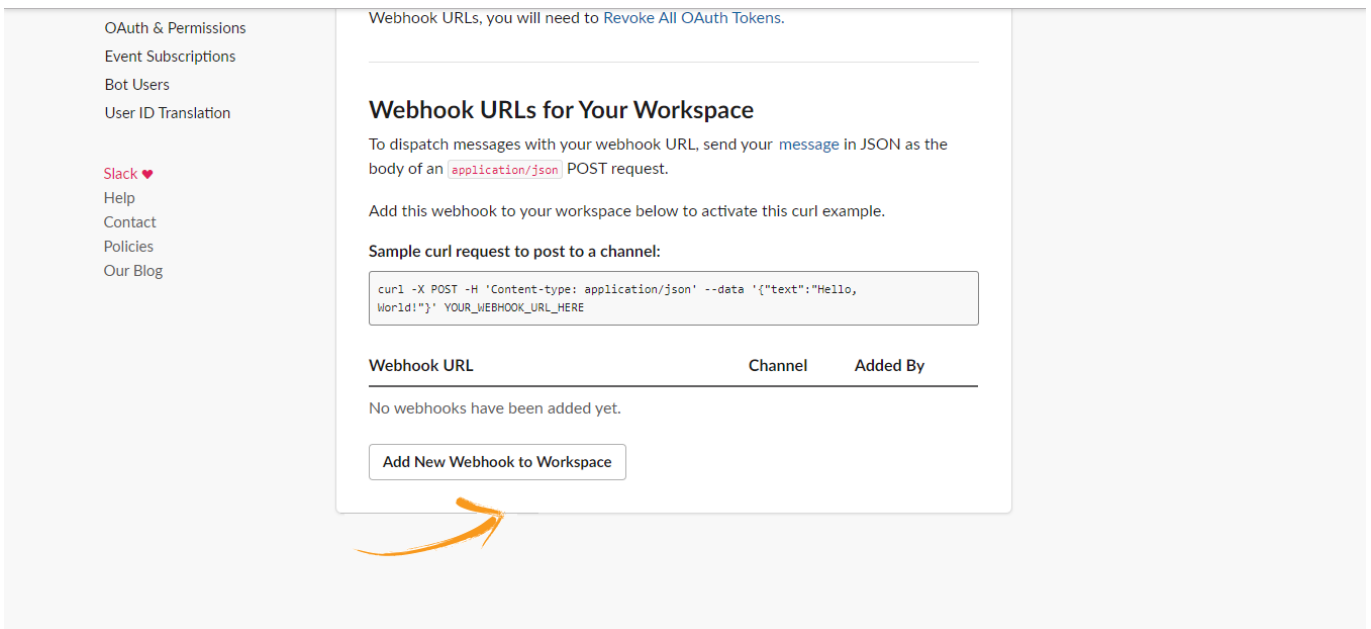 OAuth & Permissions
Event Subscriptions
Bot Users
User ID Translation
Slack ♥
Help
Contact
Policies
Our Blog
Webhook URLs, you will need to Revoke All OAuth Tokens.
Webhook URLs for Your Workspace
To dispatch messages with your webhook URL, send your message in JSON as the
body of an application/json POST request.
Add this webhook to your workspace below to activate this curl example.
Sample curl request to post to a channel:
curl -X POST -H 'Content-type: application/json' --data '{"text":"Hello,
World!"}' YOUR_WEBHOOK_URL_HERE
Webhook URL Channel Added By
No webhooks have been added yet.
Add New Webhook to Workspace